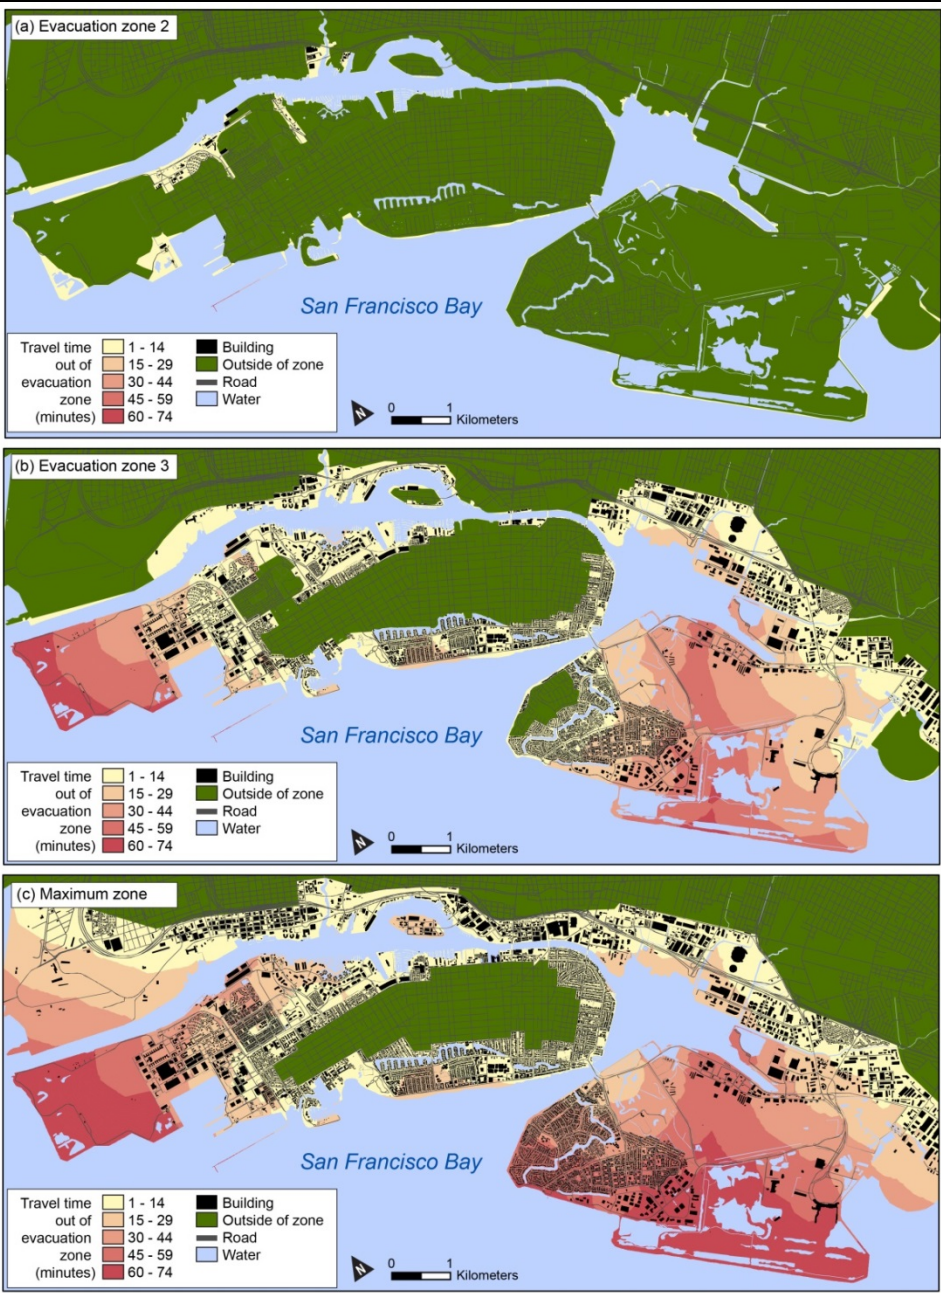 (a) Evacuation zone 2
San Francisco Bay
Travel time
out of
evacuation
zone
(minutes)
1 - 14
15 - 29
30 - 44
45 - 59
60 - 74
Building
Outside of zone
Road
Water
N
0 1
Kilometers
(b) Evacuation zone 3
San Francisco Bay
Travel time
out of
evacuation
zone
(minutes)
1 - 14
15 - 29
30 - 44
45 - 59
60 - 74
Building
Outside of zone
Road
Water
N
0 1
Kilometers
(c) Maximum zone
San Francisco Bay
Travel time
out of
evacuation
zone
(minutes)
1 - 14
15 - 29
30 - 44
45 - 59
60 - 74
Building
Outside of zone
Road
Water
N
0 1
Kilometers